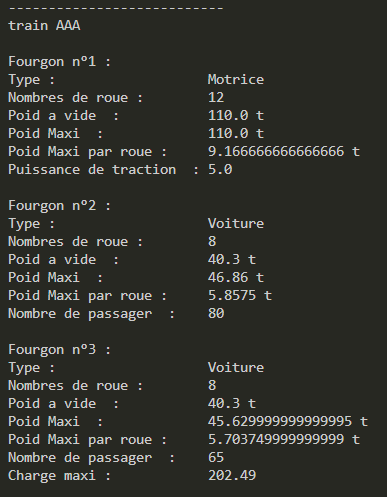 ---------------------------
train AAA
Fourgon n°1 :
Type : Motrice
Nombres de roue : 12
Poid a vide : 110.0 t
Poid Maxi : 110.0 t
Poid Maxi par roue : 9.166666666666666 t
Puissance de traction : 5.0
Fourgon n°2 :
Type : Voiture
Nombres de roue : 8
Poid a vide : 40.3 t
Poid Maxi : 46.86 t
Poid Maxi par roue : 5.8575 t
Nombre de passager : 80
Fourgon n°3 :
Type : Voiture
Nombres de roue : 8
Poid a vide : 40.3 t
Poid Maxi : 45.629999999999995 t
Poid Maxi par roue : 5.703749999999999 t
Nombre de passager : 65
Charge maxi : 202.49